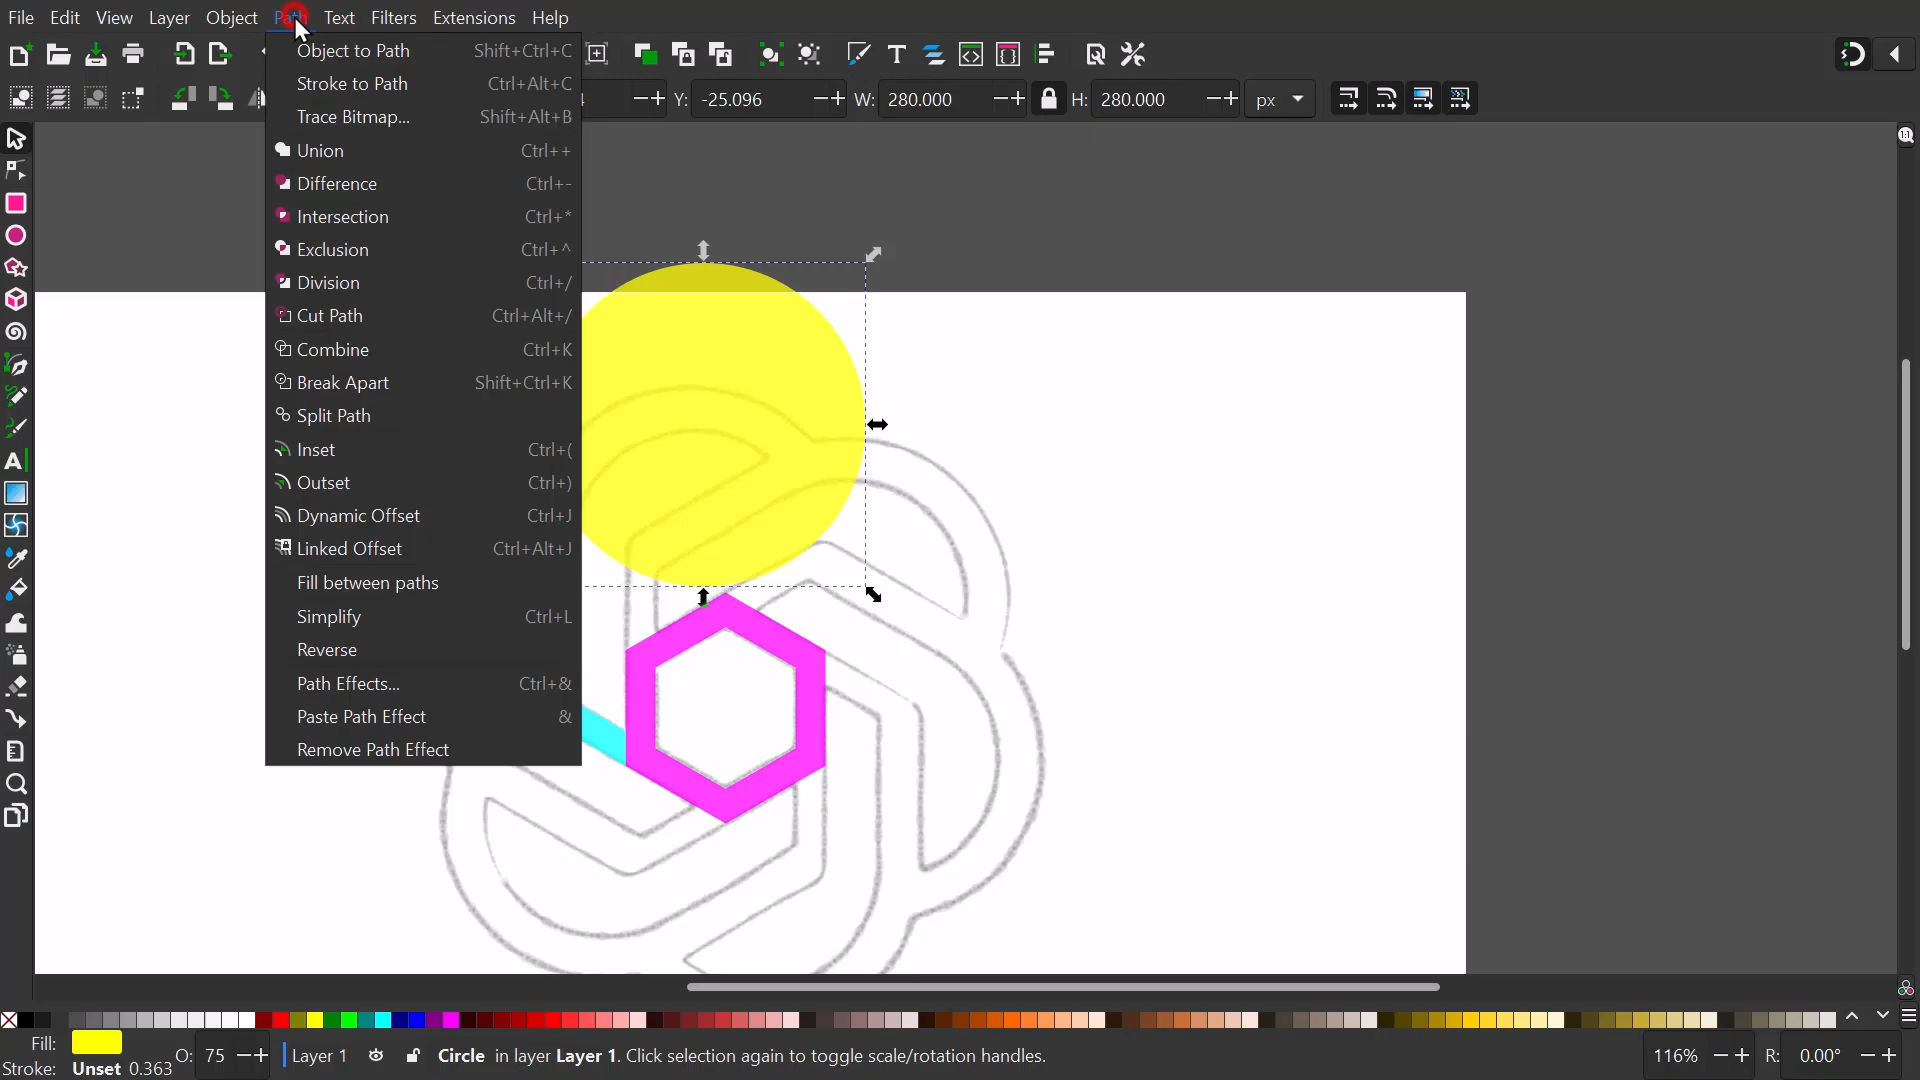 File Edit View Layer Object Path Text Filters Extensions Help
Y: -25.096 W: 280.000 H: 280.000 px
Object to Path Shift+Ctrl+C
Stroke to Path Ctrl+Alt+C
Trace Bitmap... Shift+Alt+B
Union Ctrl++
Difference Ctrl+-
Intersection Ctrl+*
Exclusion Ctrl+^
Division Ctrl+/
Cut Path Ctrl+Alt+/
Combine Ctrl+K
Break Apart Shift+Ctrl+K
Split Path
Inset Ctrl+(
Outset Ctrl+)
Dynamic Offset Ctrl+J
Linked Offset Ctrl+Alt+J
Fill between paths
Simplify Ctrl+L
Reverse
Path Effects... Ctrl+&
Paste Path Effect &
Remove Path Effect
Fill: O: 75 Layer 1 Circle in layer Layer 1. Click selection again to toggle scale/rotation handles. 116% R: 0.00°
Stroke: Unset 0.363